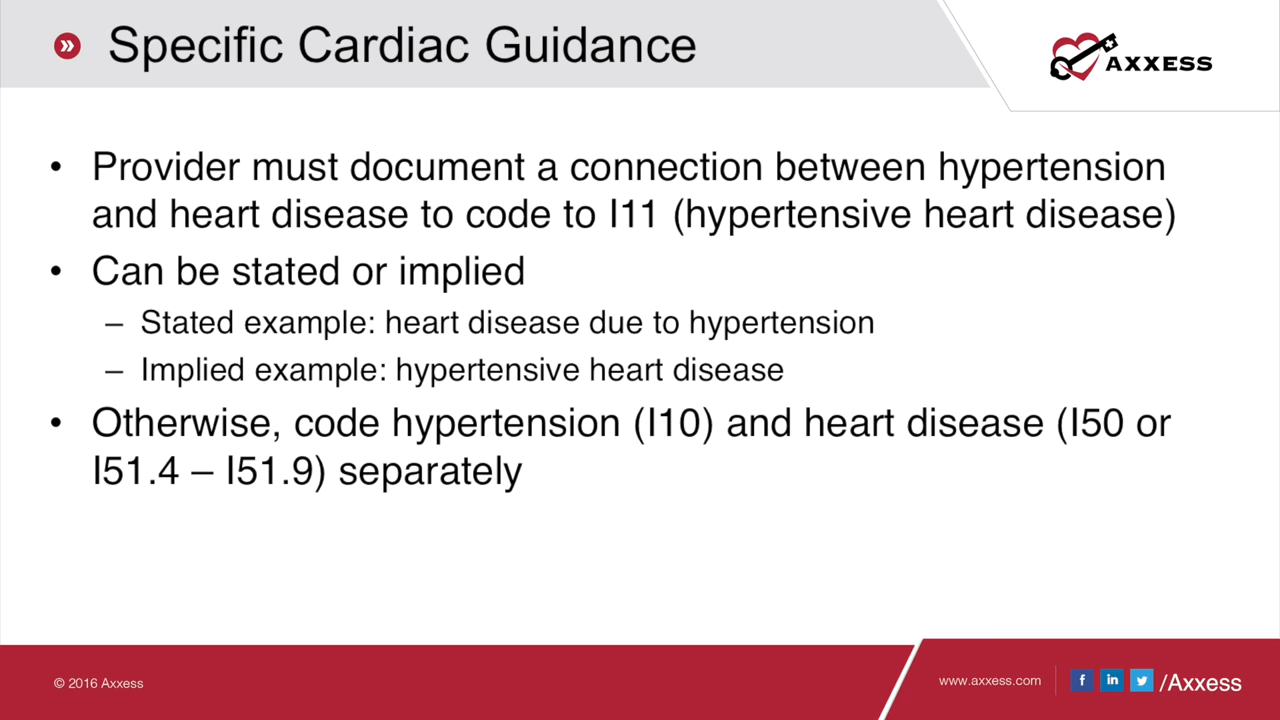 Specific Cardiac Guidance
AXXESS
• Provider must document a connection between hypertension
and heart disease to code to I11 (hypertensive heart disease)
• Can be stated or implied
– Stated example: heart disease due to hypertension
– Implied example: hypertensive heart disease
• Otherwise, code hypertension (I10) and heart disease (I50 or
I51.4 – I51.9) separately
© 2016 Axxess
www.axxess.com
/Axxess